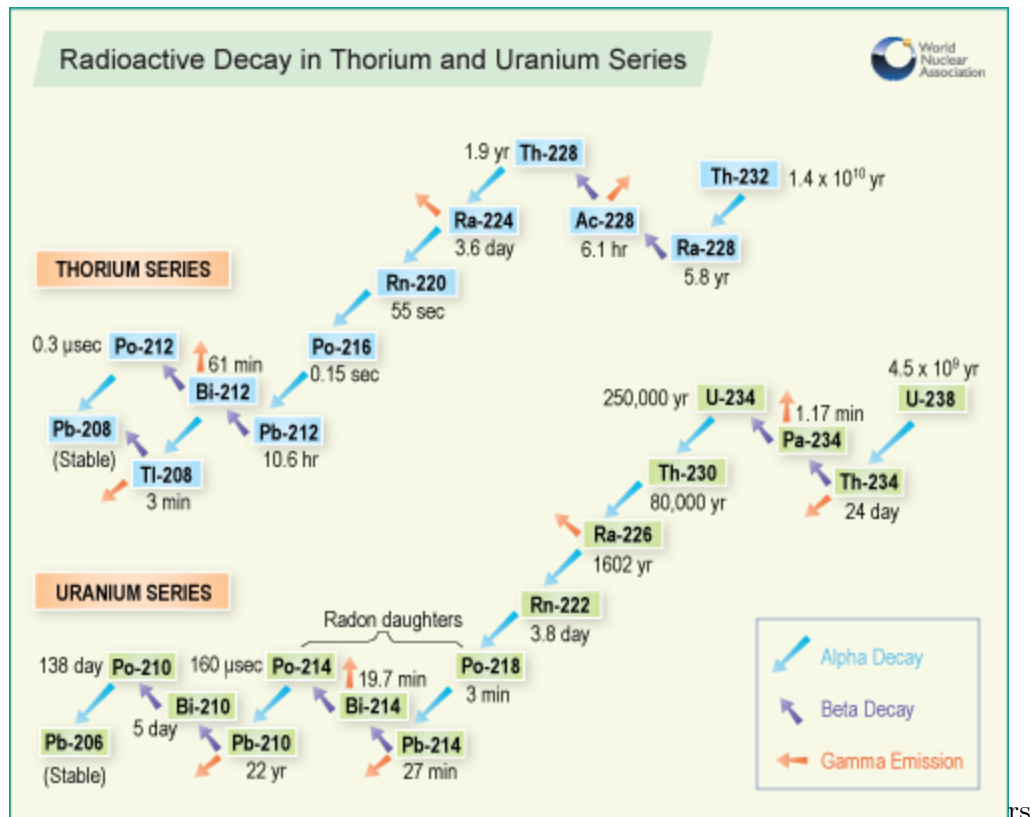 Radioactive Decay in Thorium and Uranium Series
World
Nuclear
Association
1.9 yr Th-228
Th-232 1.4 x 10¹⁰ yr
Ra-224
3.6 day
Ac-228
6.1 hr
Ra-228
5.8 yr
THORIUM SERIES
Rn-220
55 sec
0.3 µsec Po-212
61 min
Bi-212
Po-216
0.15 sec
Pb-208
(Stable)
Pb-212
10.6 hr
Tl-208
3 min
4.5 x 10⁹ yr
250,000 yr U-234
1.17 min
U-238
Pa-234
Th-230
80,000 yr
Th-234
24 day
Ra-226
1602 yr
URANIUM SERIES
Rn-222
3.8 day
Radon daughters
138 day Po-210
160 µsec Po-214
19.7 min
Po-218
3 min
Bi-210
5 day
Bi-214
Pb-206
(Stable)
Pb-210
22 yr
Pb-214
27 min
Alpha Decay
Beta Decay
Gamma Emission
rs